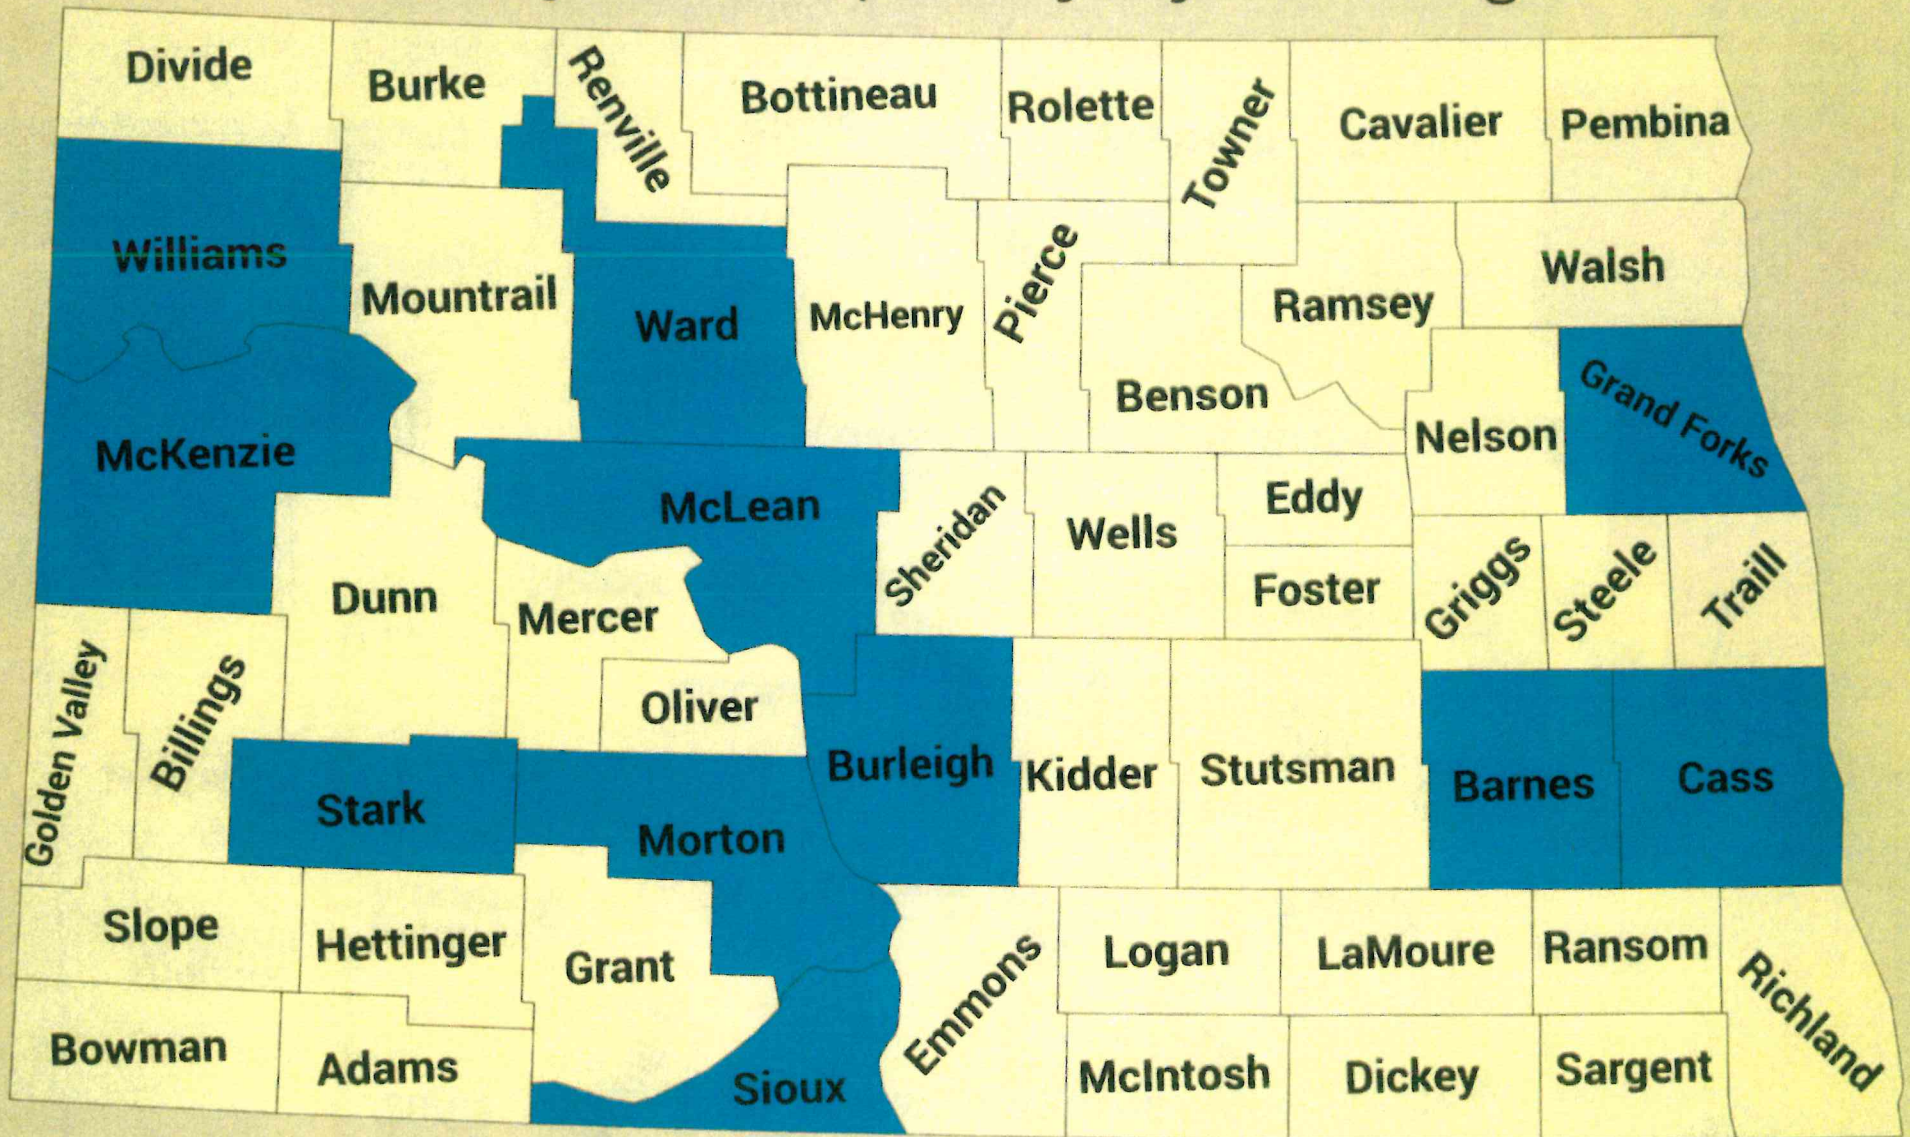 Divide
Burke
Renville
Bottineau
Rolette
Towner
Cavalier
Pembina
Williams
Mountrail
Ward
McHenry
Pierce
Ramsey
Walsh
Benson
Grand Forks
McKenzie
Nelson
McLean
Sheridan
Wells
Eddy
Dunn
Mercer
Foster
Griggs
Steele
Traill
Golden Valley
Billings
Oliver
Stark
Morton
Burleigh
Kidder
Stutsman
Barnes
Cass
Slope
Hettinger
Grant
Emmons
Logan
LaMoure
Ransom
Richland
Bowman
Adams
Sioux
McIntosh
Dickey
Sargent